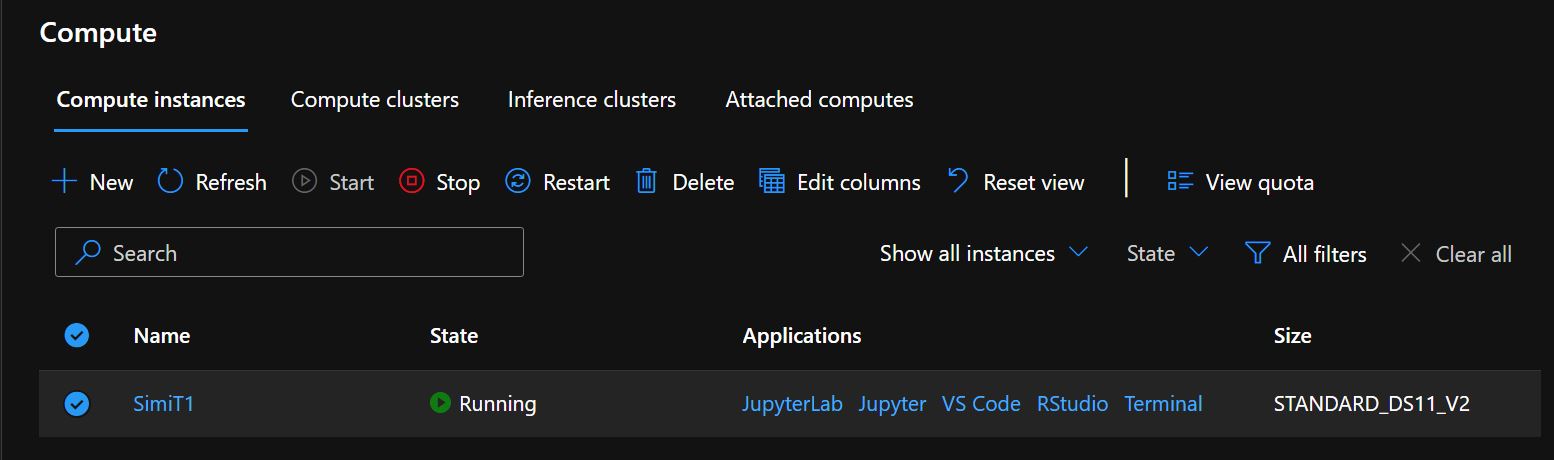 Compute
Compute instances Compute clusters Inference clusters Attached computes
New Refresh Start Stop Restart Delete Edit columns Reset view View quota
Search Show all instances State All filters Clear all
Name State Applications Size
SimiT1 Running JupyterLab Jupyter VS Code RStudio Terminal STANDARD_DS11_V2